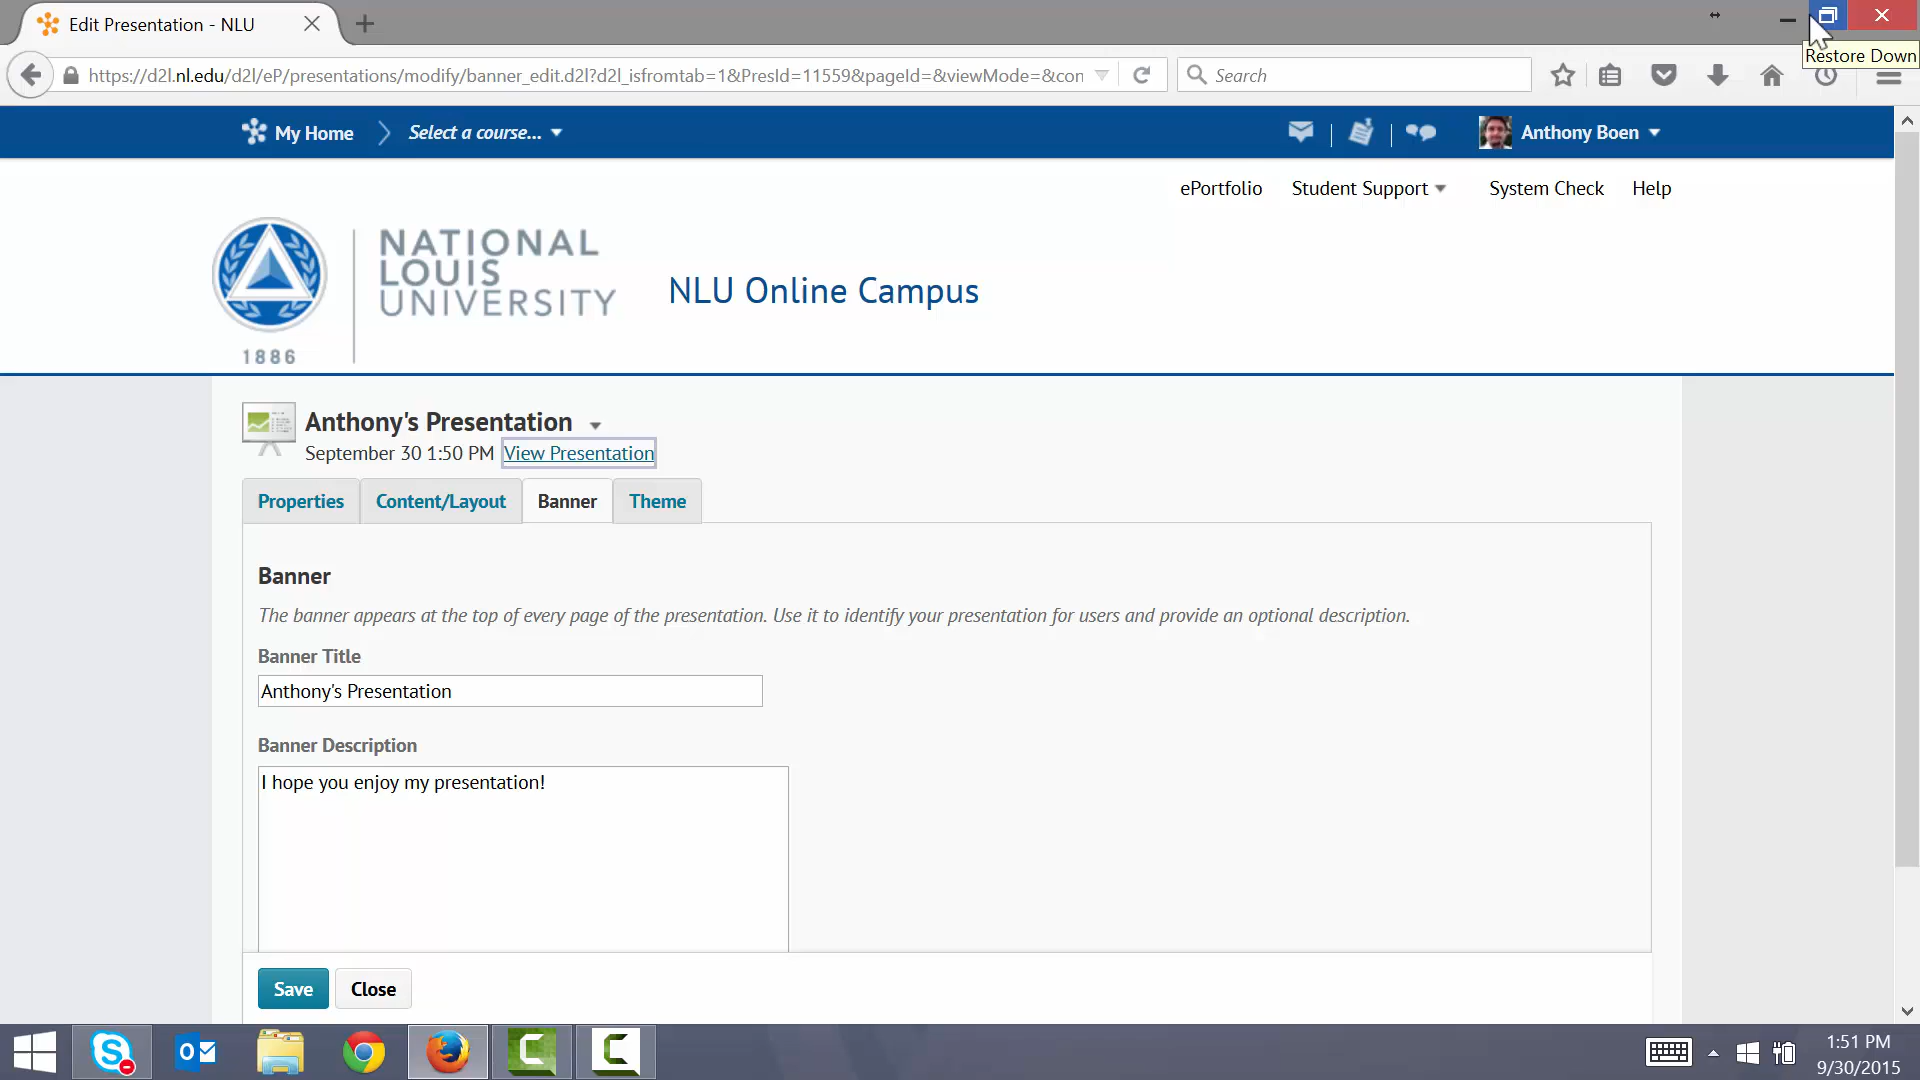 Edit Presentation - NLU
Restore Down
https://d2l.nl.edu/d2l/eP/presentations/modify/banner_edit.d2l?d2l_isfromtab=1&PresId=11559&pageId=&viewMode=&con
Search
My Home
Select a course...
Anthony Boen
ePortfolio
Student Support
System Check
Help
NATIONAL
LOUIS
UNIVERSITY
1886
NLU Online Campus
Anthony's Presentation
September 30 1:50 PM View Presentation
Properties
Content/Layout
Banner
Theme
Banner
The banner appears at the top of every page of the presentation. Use it to identify your presentation for users and provide an optional description.
Banner Title
Anthony's Presentation
Banner Description
I hope you enjoy my presentation!
Save
Close
1:51 PM
9/30/2015